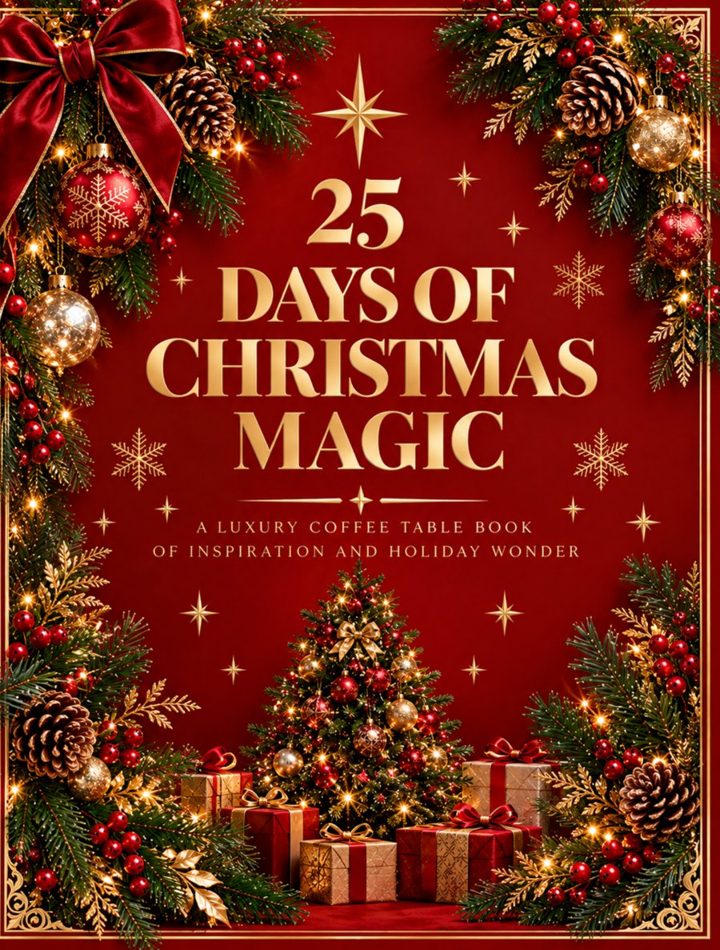 25
DAYS OF
CHRISTMAS
MAGIC
A LUXURY COFFEE TABLE BOOK
OF INSPIRATION AND HOLIDAY WONDER